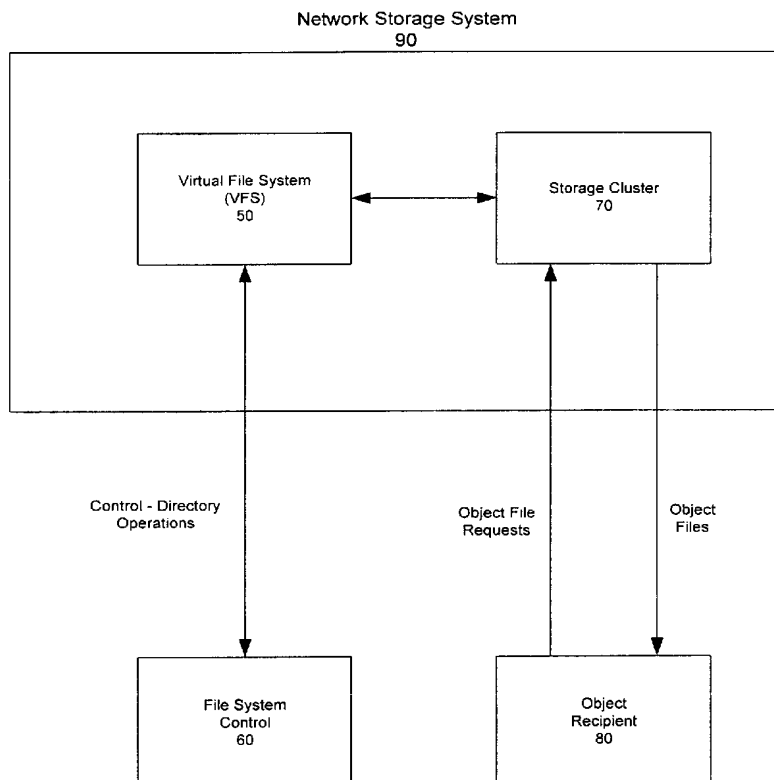 Network Storage System
90
Virtual File System
(VFS)
50
Storage Cluster
70
Control - Directory
Operations
Object File
Requests
Object
Files
File System
Control
60
Object
Recipient
80